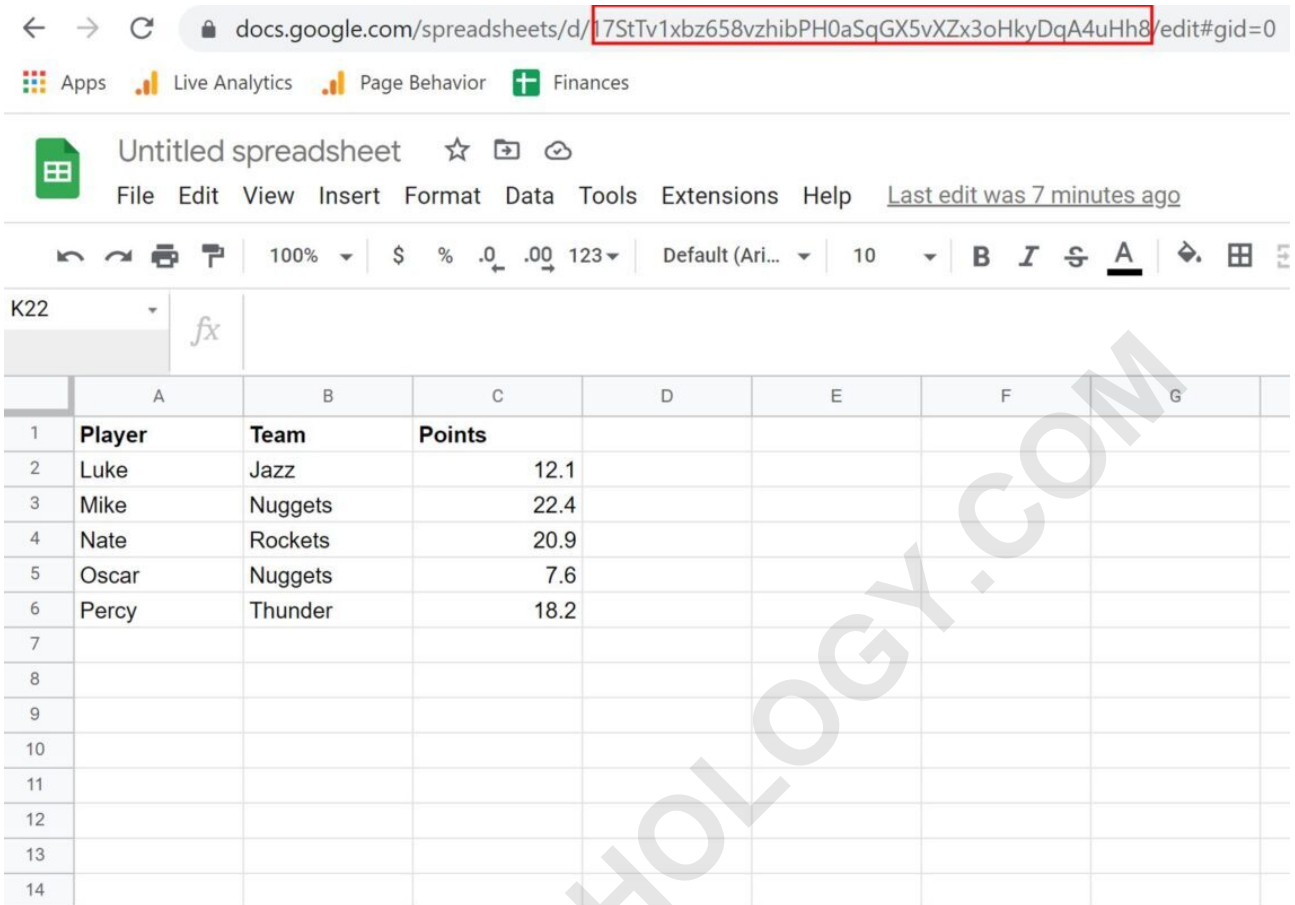 docs.google.com/spreadsheets/d/17StTv1xbz658vzhibPH0aSqGX5vXZx3oHkyDqA4uHh8/edit#gid=0
Apps Live Analytics Page Behavior Finances
Untitled spreadsheet
File Edit View Insert Format Data Tools Extensions Help Last edit was 7 minutes ago
100% $ % .0 .00 123 Default (Ari... 10 B I S A
K22 fx
A B C D E F G
1 Player Team Points
2 Luke Jazz 12.1
3 Mike Nuggets 22.4
4 Nate Rockets 20.9
5 Oscar Nuggets 7.6
6 Percy Thunder 18.2
7
8
9
10
11
12
13
14
HOLOGY.COM